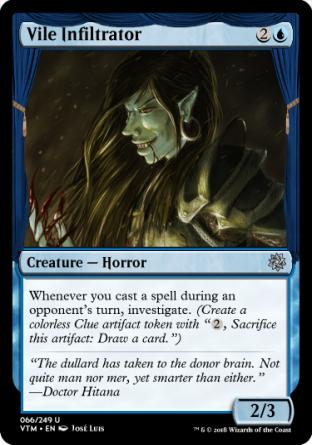 Vile Infiltrator 2
Creature — Horror
Whenever you cast a spell during an
opponent's turn, investigate. (Create a
colorless Clue artifact token with “2, Sacrifice
this artifact: Draw a card.”)
“The dullard has taken to the donor brain. Not
quite man nor mer, yet smarter than either.”
—Doctor Hitana
2/3
066/249 U
VTM • EN José Luis
™ & © 2018 Wizards of the Coast